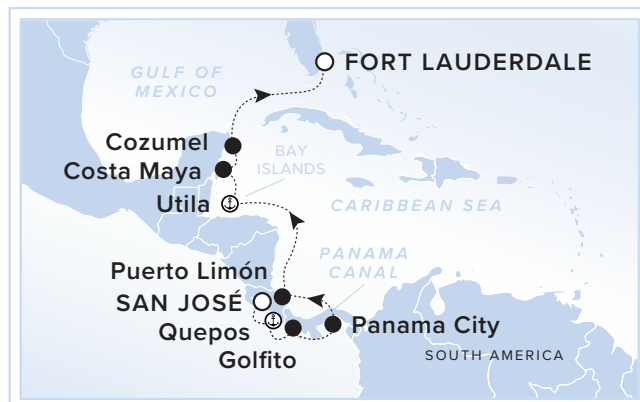 FORT LAUDERDALE
GULF OF
MEXICO
Cozumel
Costa Maya
BAY
ISLANDS
Utila
CARIBBEAN SEA
PANAMA
CANAL
Puerto Limón
SAN JOSÉ
Quepos
Panama City
Golfito
SOUTH AMERICA